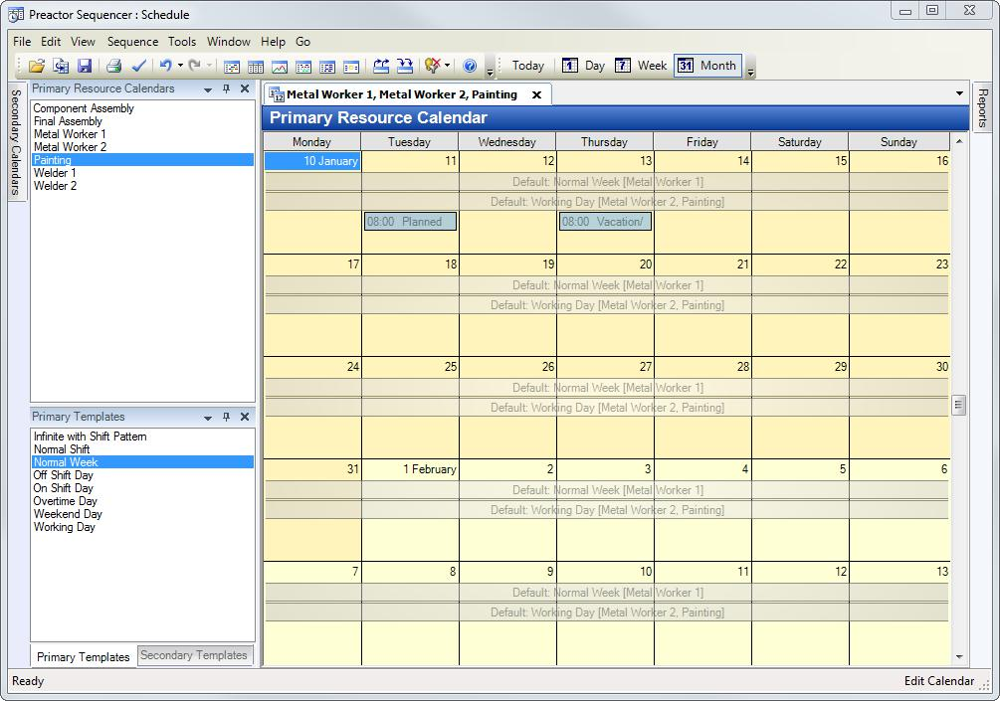 Preactor Sequencer : Schedule
File Edit View Sequence Tools Window Help Go
Today 1 Day 7 Week 31 Month
Secondary Calendars
Primary Resource Calendars
Component Assembly
Final Assembly
Metal Worker 1
Metal Worker 2
Painting
Welder 1
Welder 2
Primary Templates
Infinite with Shift Pattern
Normal Shift
Normal Week
Off Shift Day
On Shift Day
Overtime Day
Weekend Day
Working Day
Primary Templates Secondary Templates
Metal Worker 1, Metal Worker 2, Painting
Primary Resource Calendar
Monday Tuesday Wednesday Thursday Friday Saturday Sunday
10 January 11 12 13 14 15 16
Default: Normal Week [Metal Worker 1]
Default: Working Day [Metal Worker 2, Painting]
08:00 Planned 08:00 Vacation/
17 18 19 20 21 22 23
Default: Normal Week [Metal Worker 1]
Default: Working Day [Metal Worker 2, Painting]
24 25 26 27 28 29 30
Default: Normal Week [Metal Worker 1]
Default: Working Day [Metal Worker 2, Painting]
31 1 February 2 3 4 5 6
Default: Normal Week [Metal Worker 1]
Default: Working Day [Metal Worker 2, Painting]
7 8 9 10 11 12 13
Default: Normal Week [Metal Worker 1]
Default: Working Day [Metal Worker 2, Painting]
Reports
Ready Edit Calendar